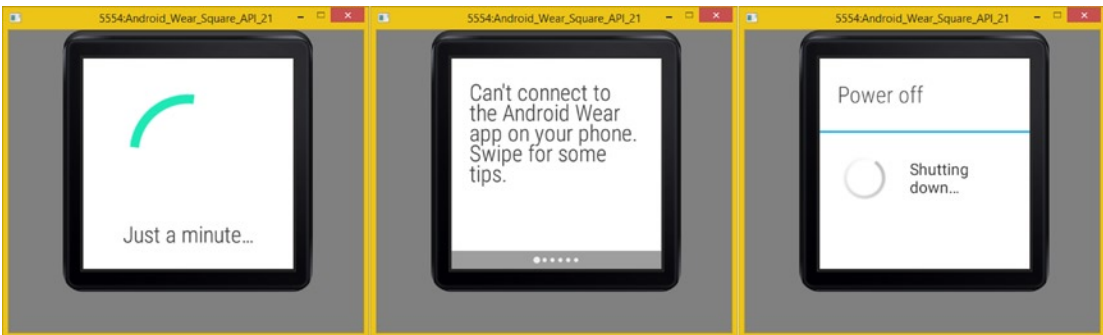 5554:Android_Wear_Square_API_21
Just a minute...
5554:Android_Wear_Square_API_21
Can't connect to
the Android Wear
app on your phone.
Swipe for some
tips.
5554:Android_Wear_Square_API_21
Power off
Shutting
down...